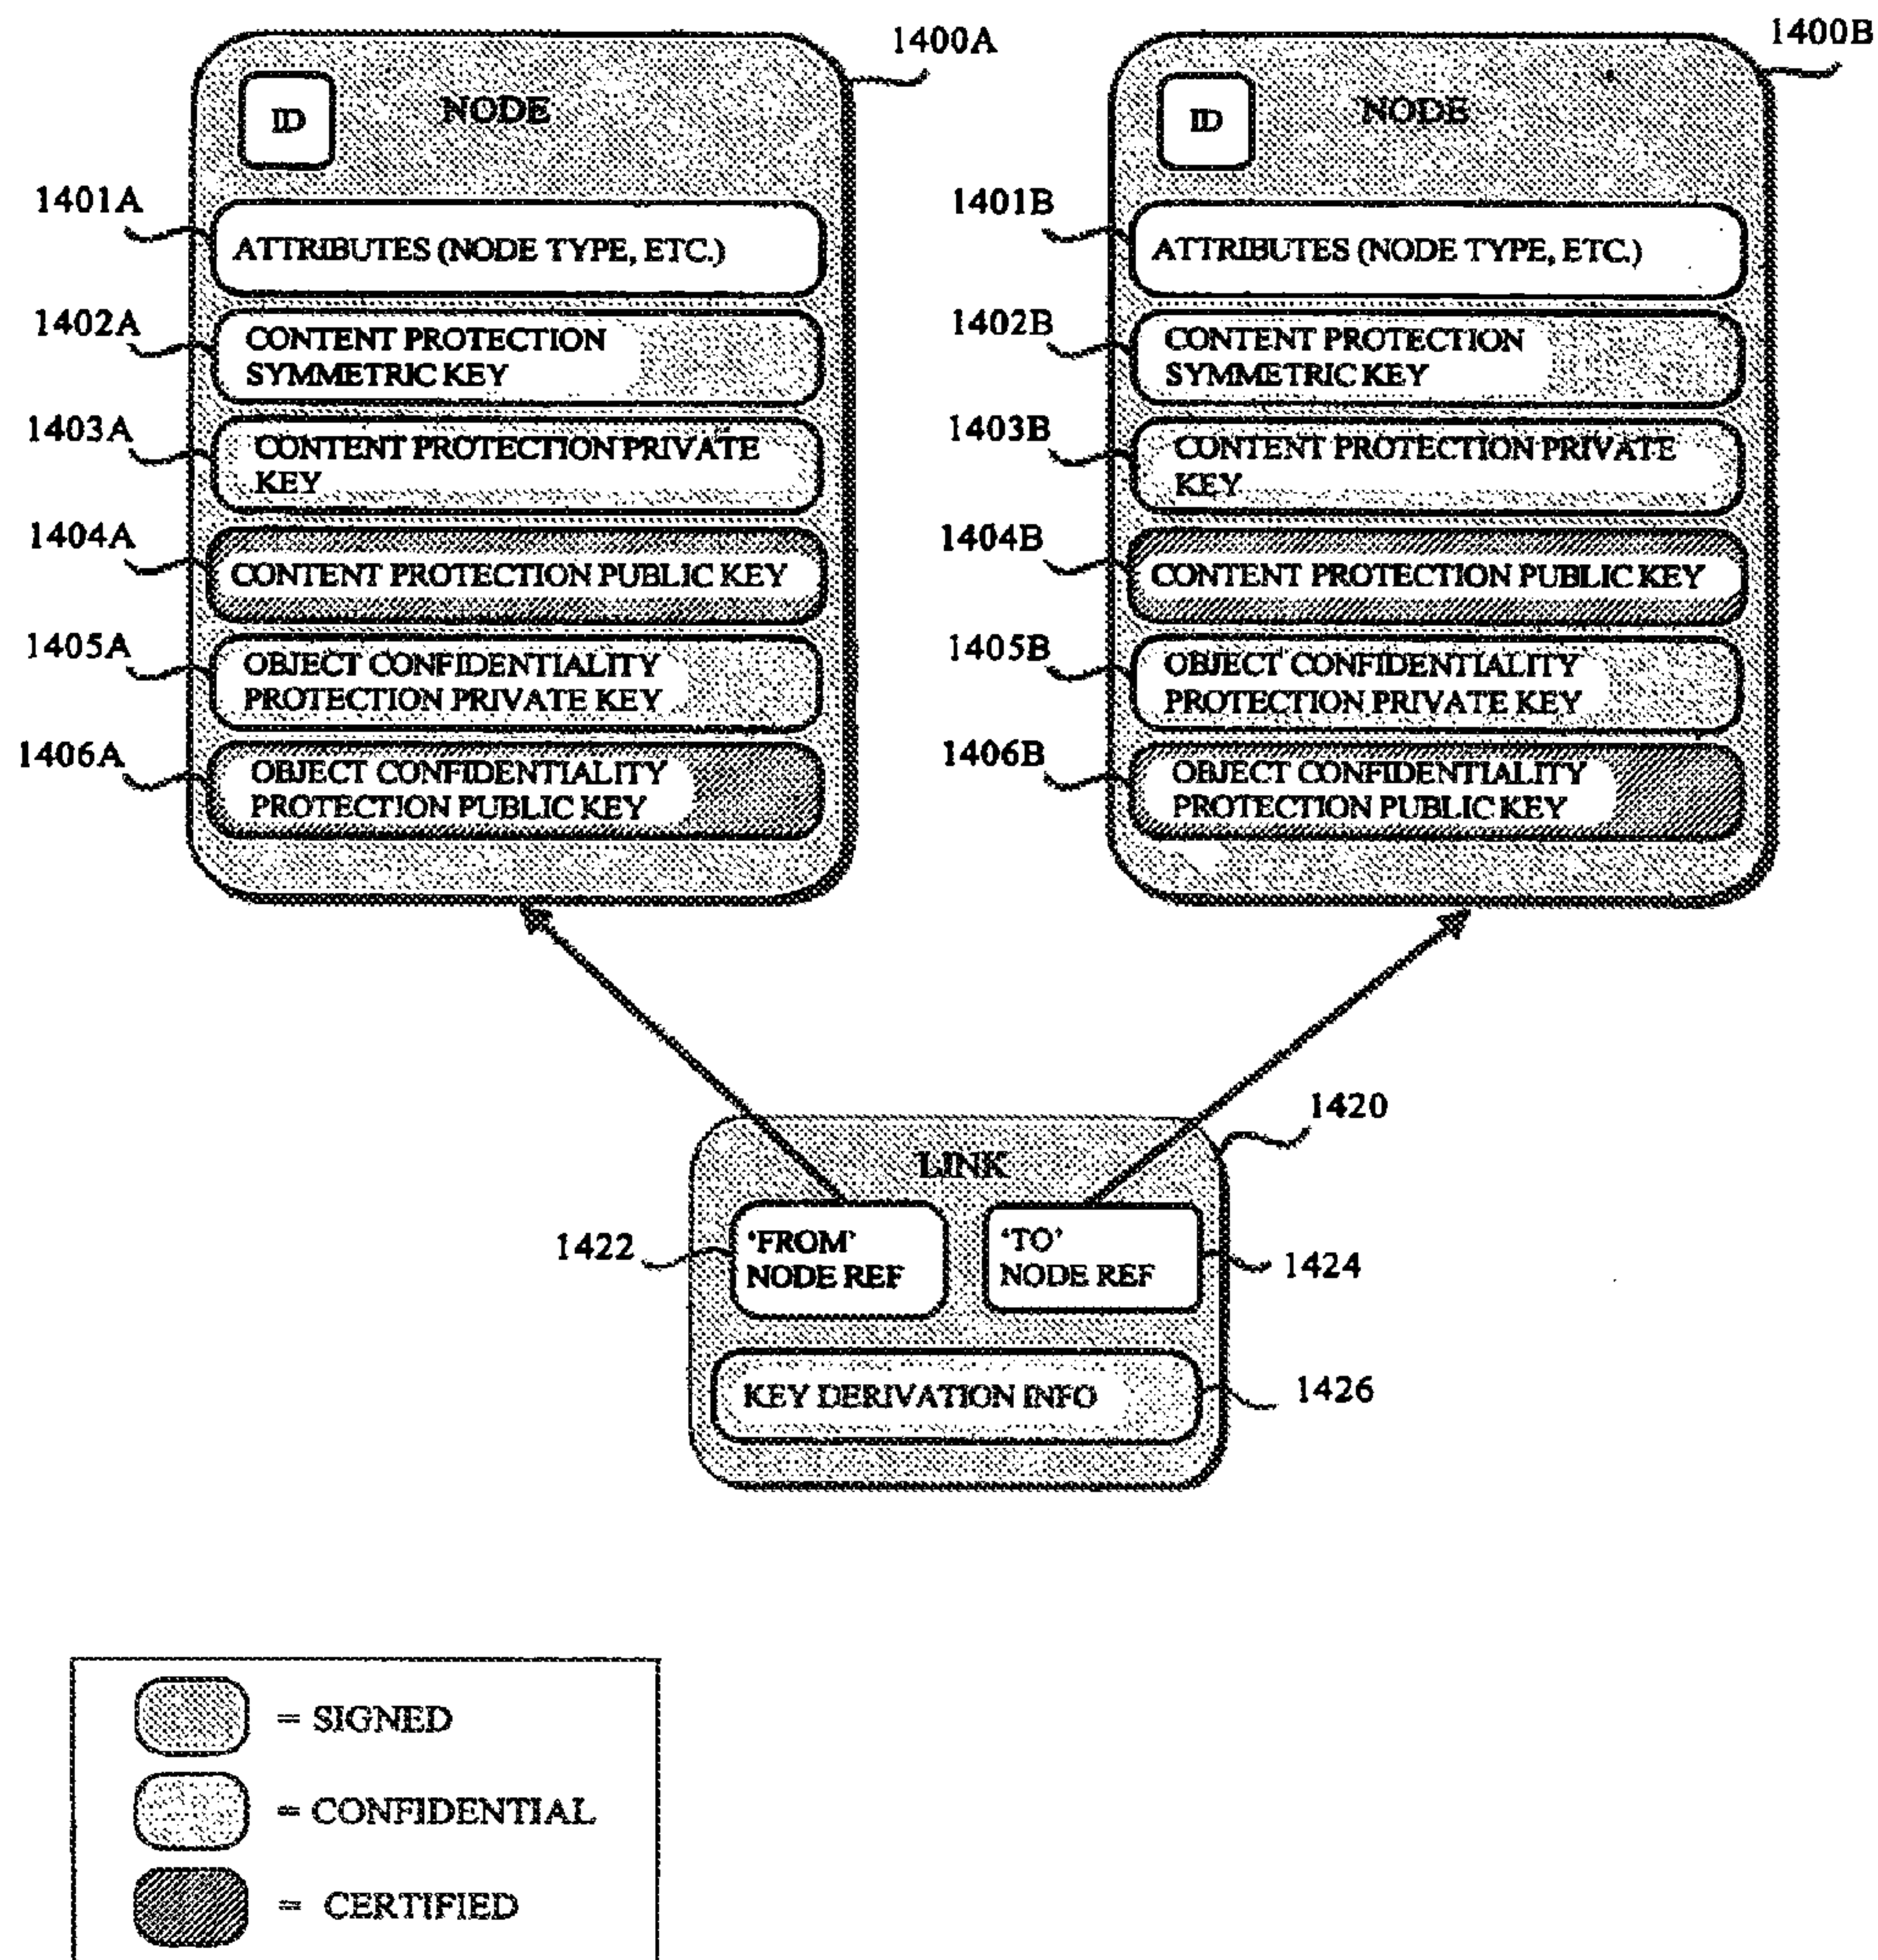 1400A
ID
NODE
1401A
ATTRIBUTES (NODE TYPE, ETC.)
1402A
CONTENT PROTECTION
SYMMETRIC KEY
1403A
CONTENT PROTECTION PRIVATE
KEY
1404A
CONTENT PROTECTION PUBLIC KEY
1405A
OBJECT CONFIDENTIALITY
PROTECTION PRIVATE KEY
1406A
OBJECT CONFIDENTIALITY
PROTECTION PUBLIC KEY
1400B
ID
NODE
1401B
ATTRIBUTES (NODE TYPE, ETC.)
1402B
CONTENT PROTECTION
SYMMETRIC KEY
1403B
CONTENT PROTECTION PRIVATE
KEY
1404B
CONTENT PROTECTION PUBLIC KEY
1405B
OBJECT CONFIDENTIALITY
PROTECTION PRIVATE KEY
1406B
OBJECT CONFIDENTIALITY
PROTECTION PUBLIC KEY
1420
LINK
1422
'FROM'
NODE REF
'TO'
NODE REF
1424
KEY DERIVATION INFO
1426
= SIGNED
= CONFIDENTIAL
= CERTIFIED